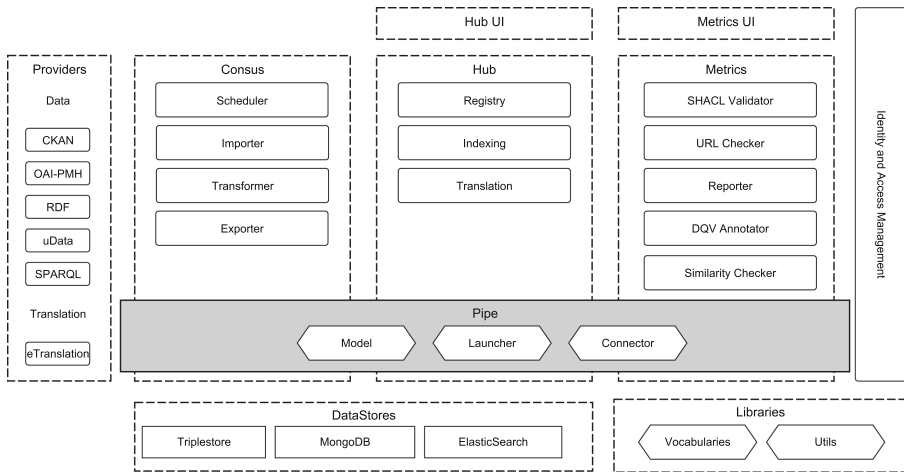 Hub UI
Metrics UI
Providers
Data
CKAN
OAI-PMH
RDF
uData
SPARQL
Translation
eTranslation
Consus
Scheduler
Importer
Transformer
Exporter
Hub
Registry
Indexing
Translation
Metrics
SHACL Validator
URL Checker
Reporter
DQV Annotator
Similarity Checker
Identity and Access Management
Pipe
Model
Launcher
Connector
DataStores
Triplestore
MongoDB
ElasticSearch
Libraries
Vocabularies
Utils